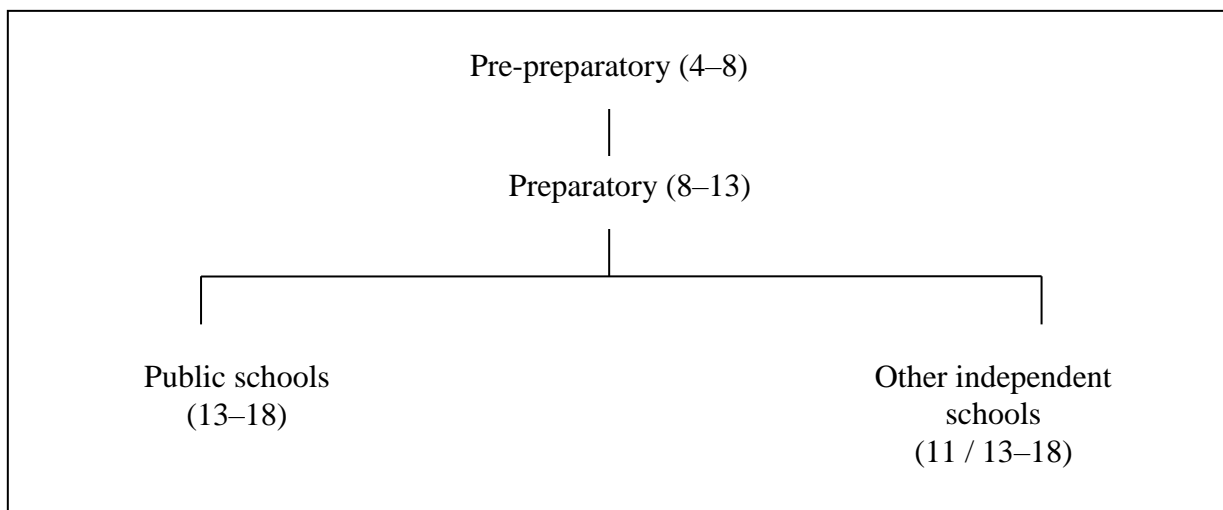 Pre-preparatory (4–8)
Preparatory (8–13)
Public schools
(13–18)
Other independent
schools
(11 / 13–18)